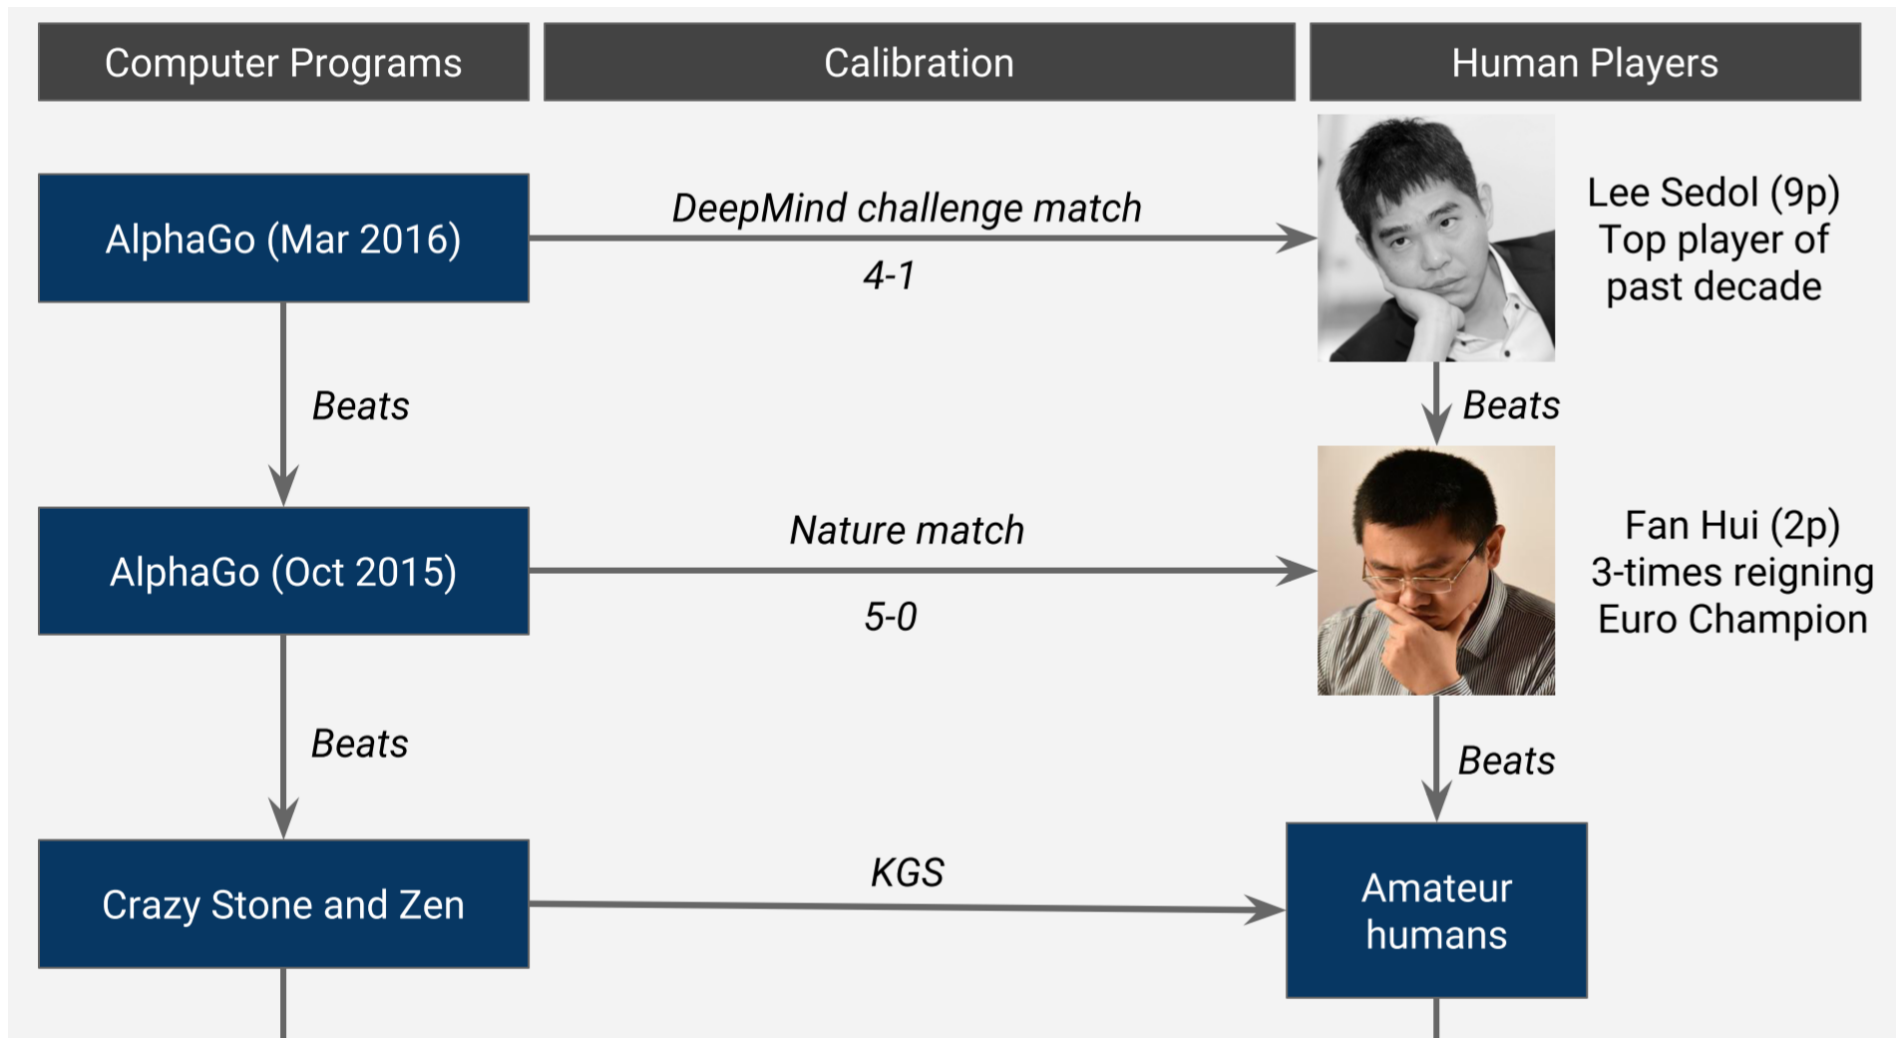 Computer Programs
Calibration
Human Players
AlphaGo (Mar 2016)
DeepMind challenge match
4-1
Lee Sedol (9p)
Top player of
past decade
Beats
Beats
AlphaGo (Oct 2015)
Nature match
5-0
Fan Hui (2p)
3-times reigning
Euro Champion
Beats
Beats
Crazy Stone and Zen
KGS
Amateur
humans